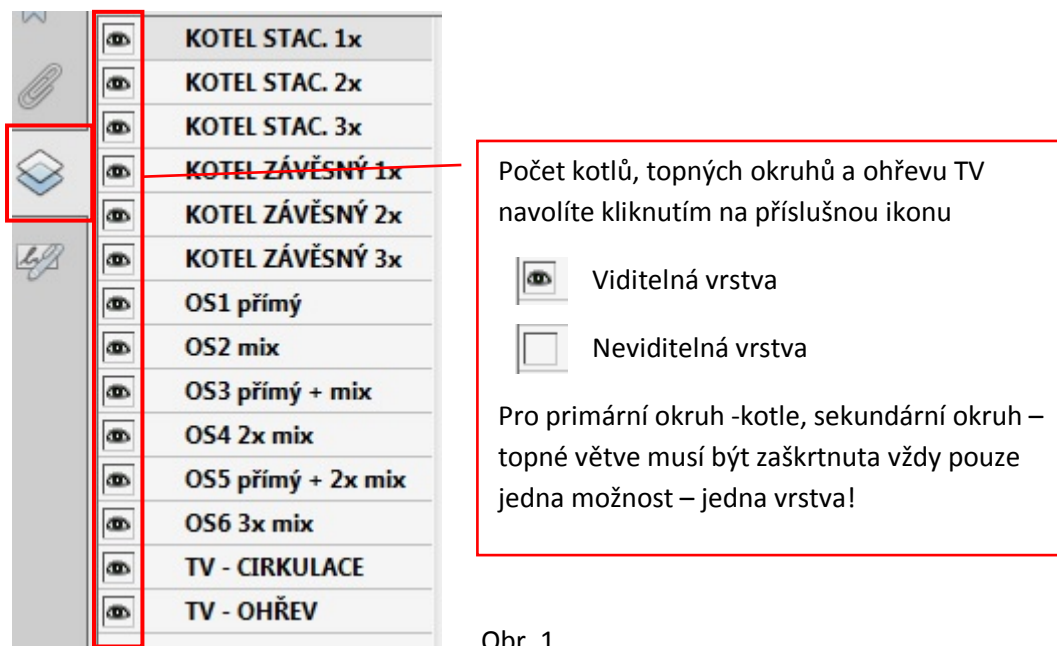 KOTEL STAC. 1x
KOTEL STAC. 2x
KOTEL STAC. 3x
KOTEL ZÁVĚSNÝ 1x
KOTEL ZÁVĚSNÝ 2x
KOTEL ZÁVĚSNÝ 3x
OS1 přímý
OS2 mix
OS3 přímý + mix
OS4 2x mix
OS5 přímý + 2x mix
OS6 3x mix
TV - CIRKULACE
TV - OHŘEV
Počet kotlů, topných okruhů a ohřevu TV
navolíte kliknutím na příslušnou ikonu
Viditelná vrstva
Neviditelná vrstva
Pro primární okruh -kotle, sekundární okruh –
topné větve musí být zaškrtnuta vždy pouze
jedna možnost – jedna vrstva!
Obr. 1